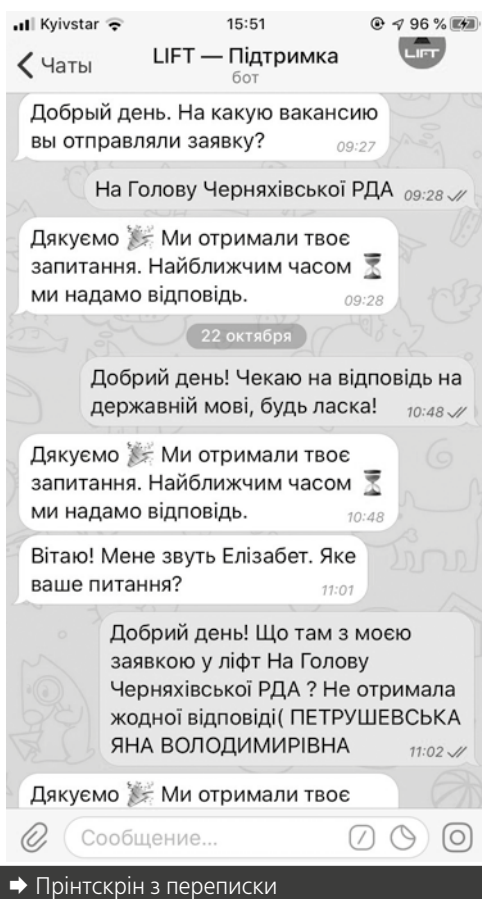 Kyivstar 15:51 96 %
Чаты LIFT — Підтримка LIFT
бот
Добрый день. На какую вакансию
вы отправляли заявку? 09:27
На Голову Черняхівської РДА 09:28
Дякуємо 🎉 Ми отримали твоє
запитання. Найближчим часом ⏳
ми надамо відповідь. 09:28
22 октября
Добрий день! Чекаю на відповідь на
державній мові, будь ласка! 10:48
Дякуємо 🎉 Ми отримали твоє
запитання. Найближчим часом ⏳
ми надамо відповідь. 10:48
Вітаю! Мене звуть Елізабет. Яке
ваше питання? 11:01
Добрий день! Що там з моєю
заявкою у ліфт На Голову
Черняхівської РДА ? Не отримала
жодної відповіді( ПЕТРУШЕВСЬКА
ЯНА ВОЛОДИМИРІВНА 11:02
Дякуємо 🎉 Ми отримали твоє
Сообщение...
➡ Прінтскрін з переписки